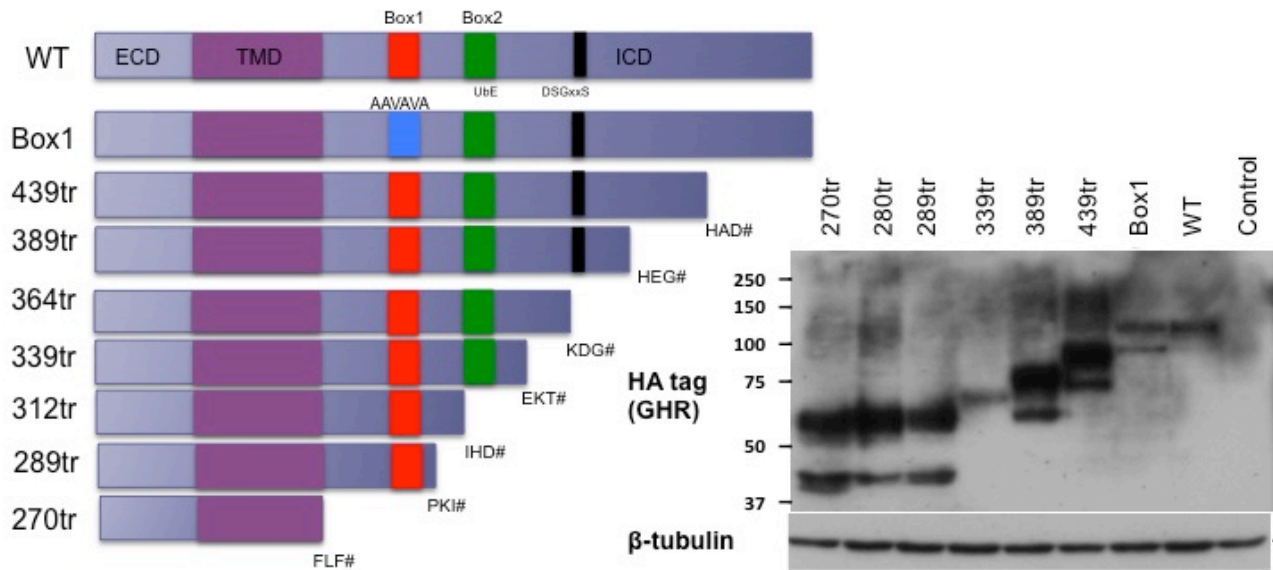 Box1 Box2
WT ECD TMD ICD
UbE DSGxxS
AAVAVA
Box1
439tr
HAD#
389tr
HEG#
364tr
KDG#
339tr
EKT#
312tr
IHD#
289tr
PKI#
270tr
FLF#
270tr 280tr 289tr 339tr 389tr 439tr Box1 WT Control
250
150
100
75
50
37
HA tag
(GHR)
β-tubulin